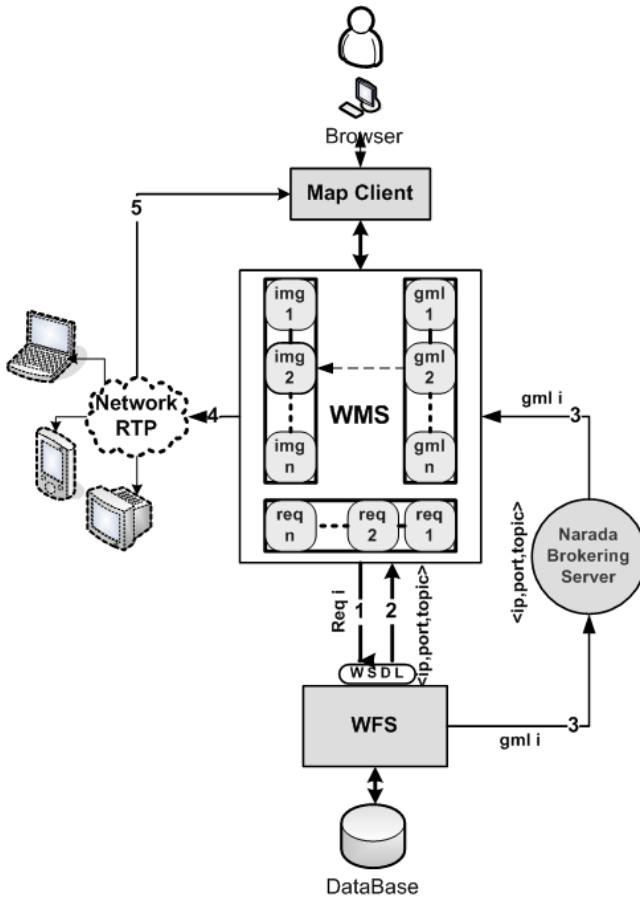 Browser
Map Client
5
img
1
gml
1
img
2
gml
2
Network
RTP
4
WMS
gml i
3
img
n
gml
n
req
n
req
2
req
1
<ip,port,topic>
Narada
Brokering
Server
Req i
1
2
<ip,port,topic>
W S D L
WFS
gml i
3
DataBase